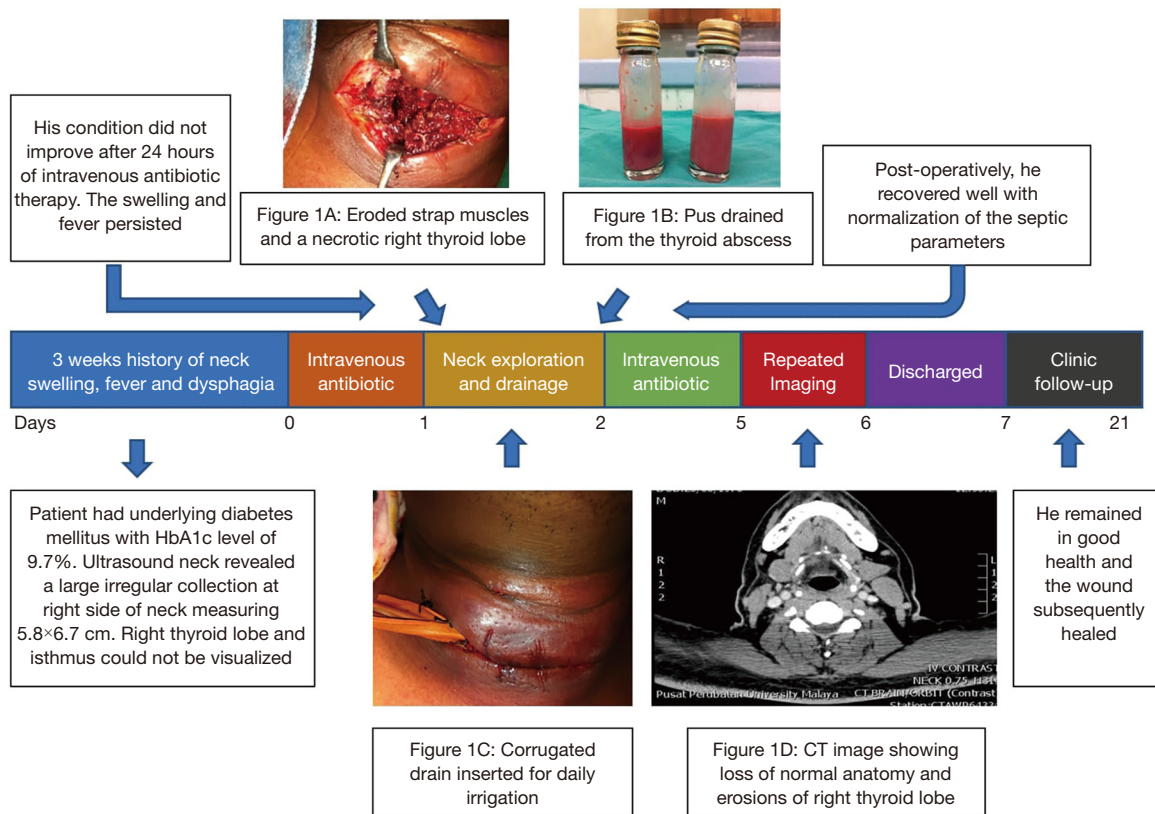 His condition did not
improve after 24 hours
of intravenous antibiotic
therapy. The swelling and
fever persisted
Figure 1A: Eroded strap muscles
and a necrotic right thyroid lobe
Figure 1B: Pus drained
from the thyroid abscess
Post-operatively, he
recovered well with
normalization of the septic
parameters
3 weeks history of neck
swelling, fever and dysphagia
Intravenous
antibiotic
Neck exploration
and drainage
Intravenous
antibiotic
Repeated
Imaging
Discharged
Clinic
follow-up
Days 0 1 2 5 6 7 21
Patient had underlying diabetes
mellitus with HbA1c level of
9.7%. Ultrasound neck revealed
a large irregular collection at
right side of neck measuring
5.8×6.7 cm. Right thyroid lobe and
isthmus could not be visualized
M
R
1
2
2
L
1
2
2
IV CONTRAST
NECK 0.75
Pusat Perubatan University Malaya
CT BRAIN/ORBIT (Contrast
He remained
in good
health and
the wound
subsequently
healed
Figure 1C: Corrugated
drain inserted for daily
irrigation
Figure 1D: CT image showing
loss of normal anatomy and
erosions of right thyroid lobe